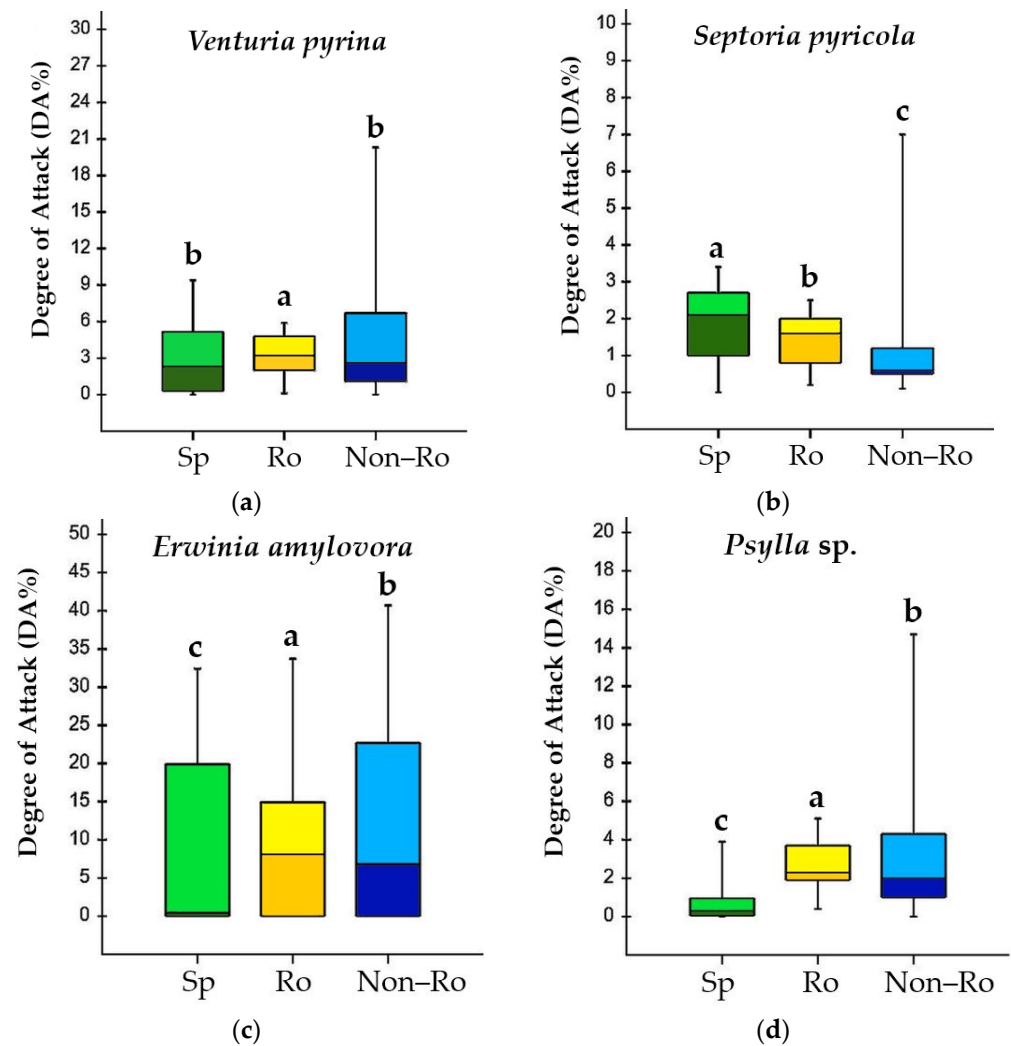 Venturia pyrina
Degree of Attack (DA%)
30
27
24
21
18
15
12
9
6
3
0
b
a
b
Sp Ro Non–Ro
(a)
Septoria pyricola
Degree of Attack (DA%)
10
9
8
7
6
5
4
3
2
1
0
a
b
c
Sp Ro Non–Ro
(b)
Erwinia amylovora
Degree of Attack (DA%)
50
45
40
35
30
25
20
15
10
5
0
c
a
b
Sp Ro Non–Ro
(c)
Psylla sp.
Degree of Attack (DA%)
20
18
16
14
12
10
8
6
4
2
0
c
a
b
Sp Ro Non–Ro
(d)